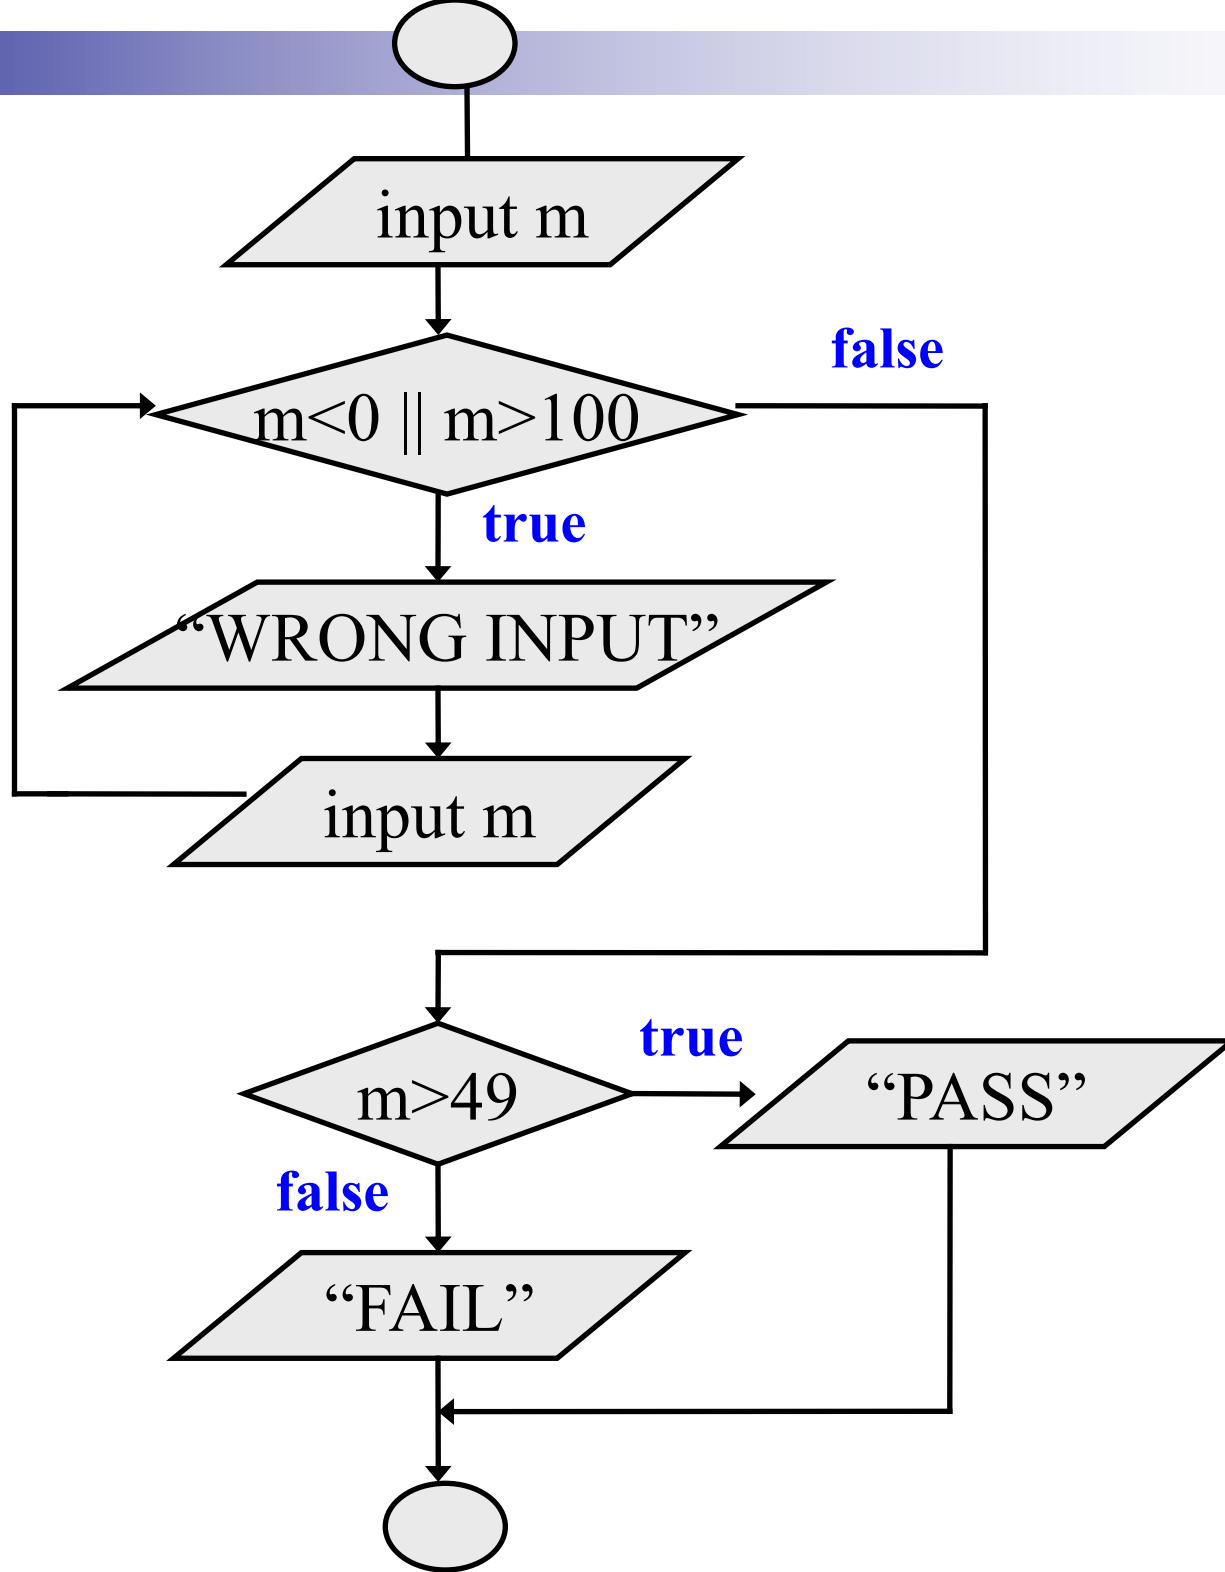 input m
false
m<0 || m>100
true
“WRONG INPUT”
input m
true
m>49
“PASS”
false
“FAIL”